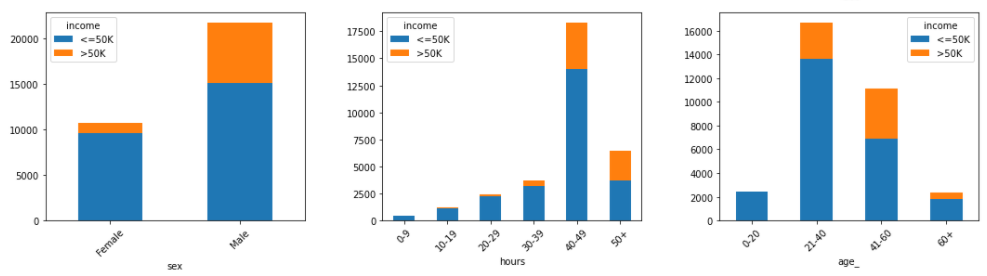 income
<=50K
>50K
20000
15000
10000
5000
0
Female
Male
sex
income
<=50K
>50K
17500
15000
12500
10000
7500
5000
2500
0
0-9
10-19
20-29
30-39
40-49
50+
hours
income
<=50K
>50K
16000
14000
12000
10000
8000
6000
4000
2000
0
0-20
21-40
41-60
60+
age_